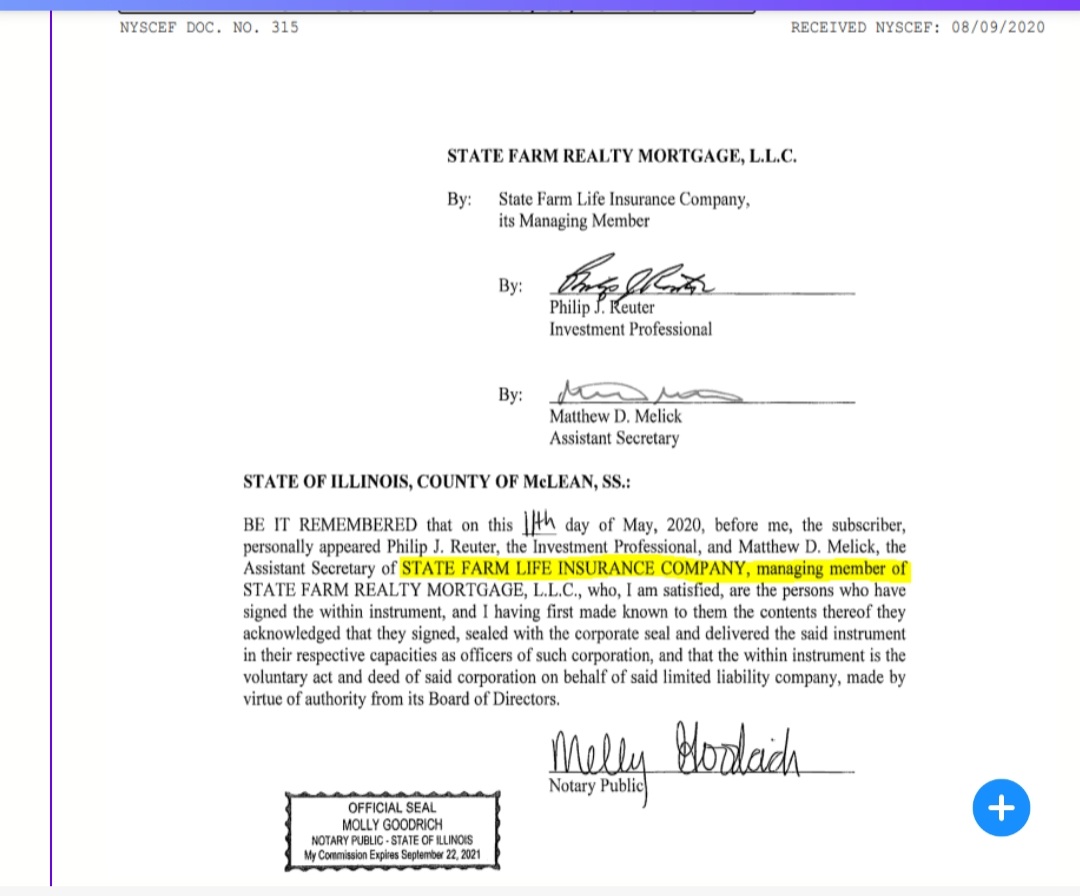 NYSCEF DOC. NO. 315 RECEIVED NYSCEF: 08/09/2020
STATE FARM REALTY MORTGAGE, L.L.C.
By: State Farm Life Insurance Company,
its Managing Member
By:
Philip J. Reuter
Investment Professional
By:
Matthew D. Melick
Assistant Secretary
STATE OF ILLINOIS, COUNTY OF McLEAN, SS.:
BE IT REMEMBERED that on this 11th day of May, 2020, before me, the subscriber,
personally appeared Philip J. Reuter, the Investment Professional, and Matthew D. Melick, the
Assistant Secretary of STATE FARM LIFE INSURANCE COMPANY, managing member of
STATE FARM REALTY MORTGAGE, L.L.C., who, I am satisfied, are the persons who have
signed the within instrument, and I having first made known to them the contents thereof they
acknowledged that they signed, sealed with the corporate seal and delivered the said instrument
in their respective capacities as officers of such corporation, and that the within instrument is the
voluntary act and deed of said corporation on behalf of said limited liability company, made by
virtue of authority from its Board of Directors.
Notary Public
OFFICIAL SEAL
MOLLY GOODRICH
NOTARY PUBLIC - STATE OF ILLINOIS
My Commission Expires September 22, 2021